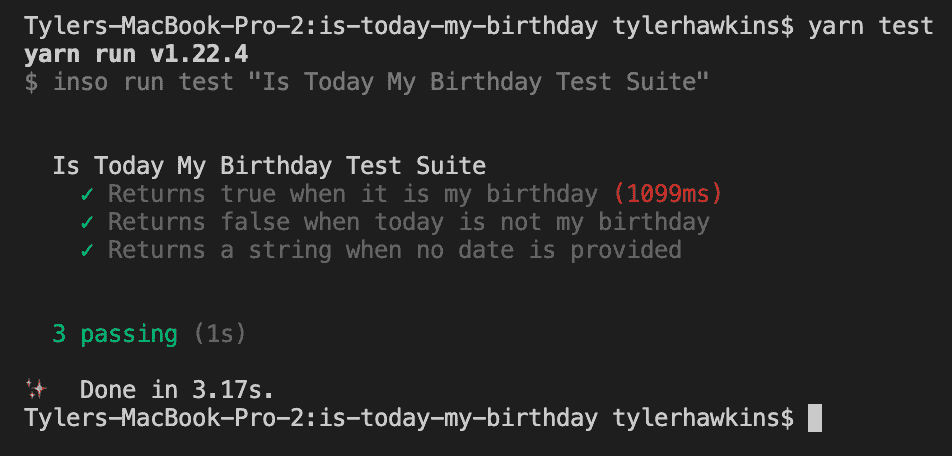 Tylers-MacBook-Pro-2:is-today-my-birthday tylerhawkins$ yarn test
yarn run v1.22.4
$ inso run test "Is Today My Birthday Test Suite"
Is Today My Birthday Test Suite
✓ Returns true when it is my birthday (1099ms)
✓ Returns false when today is not my birthday
✓ Returns a string when no date is provided
3 passing (1s)
✨ Done in 3.17s.
Tylers-MacBook-Pro-2:is-today-my-birthday tylerhawkins$